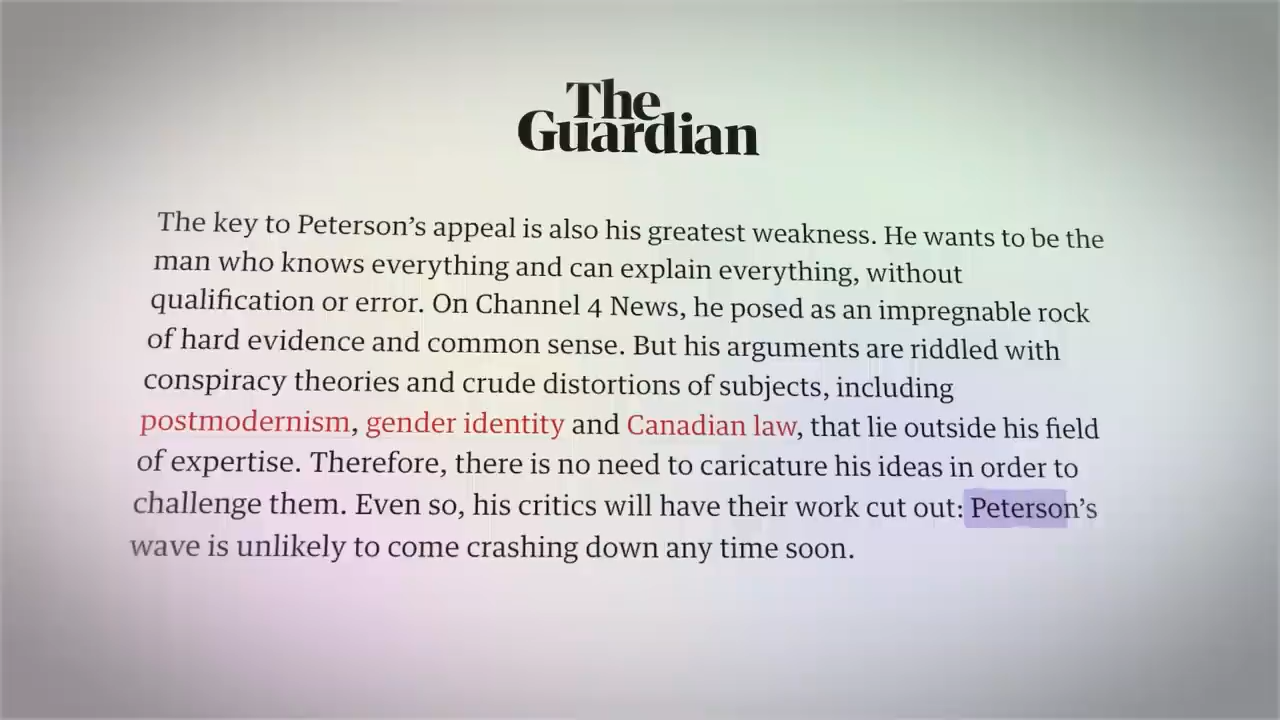 The
Guardian
The key to Peterson’s appeal is also his greatest weakness. He wants to be the
man who knows everything and can explain everything, without
qualification or error. On Channel 4 News, he posed as an impregnable rock
of hard evidence and common sense. But his arguments are riddled with
conspiracy theories and crude distortions of subjects, including
postmodernism, gender identity and Canadian law, that lie outside his field
of expertise. Therefore, there is no need to caricature his ideas in order to
challenge them. Even so, his critics will have their work cut out: Peterson’s
wave is unlikely to come crashing down any time soon.